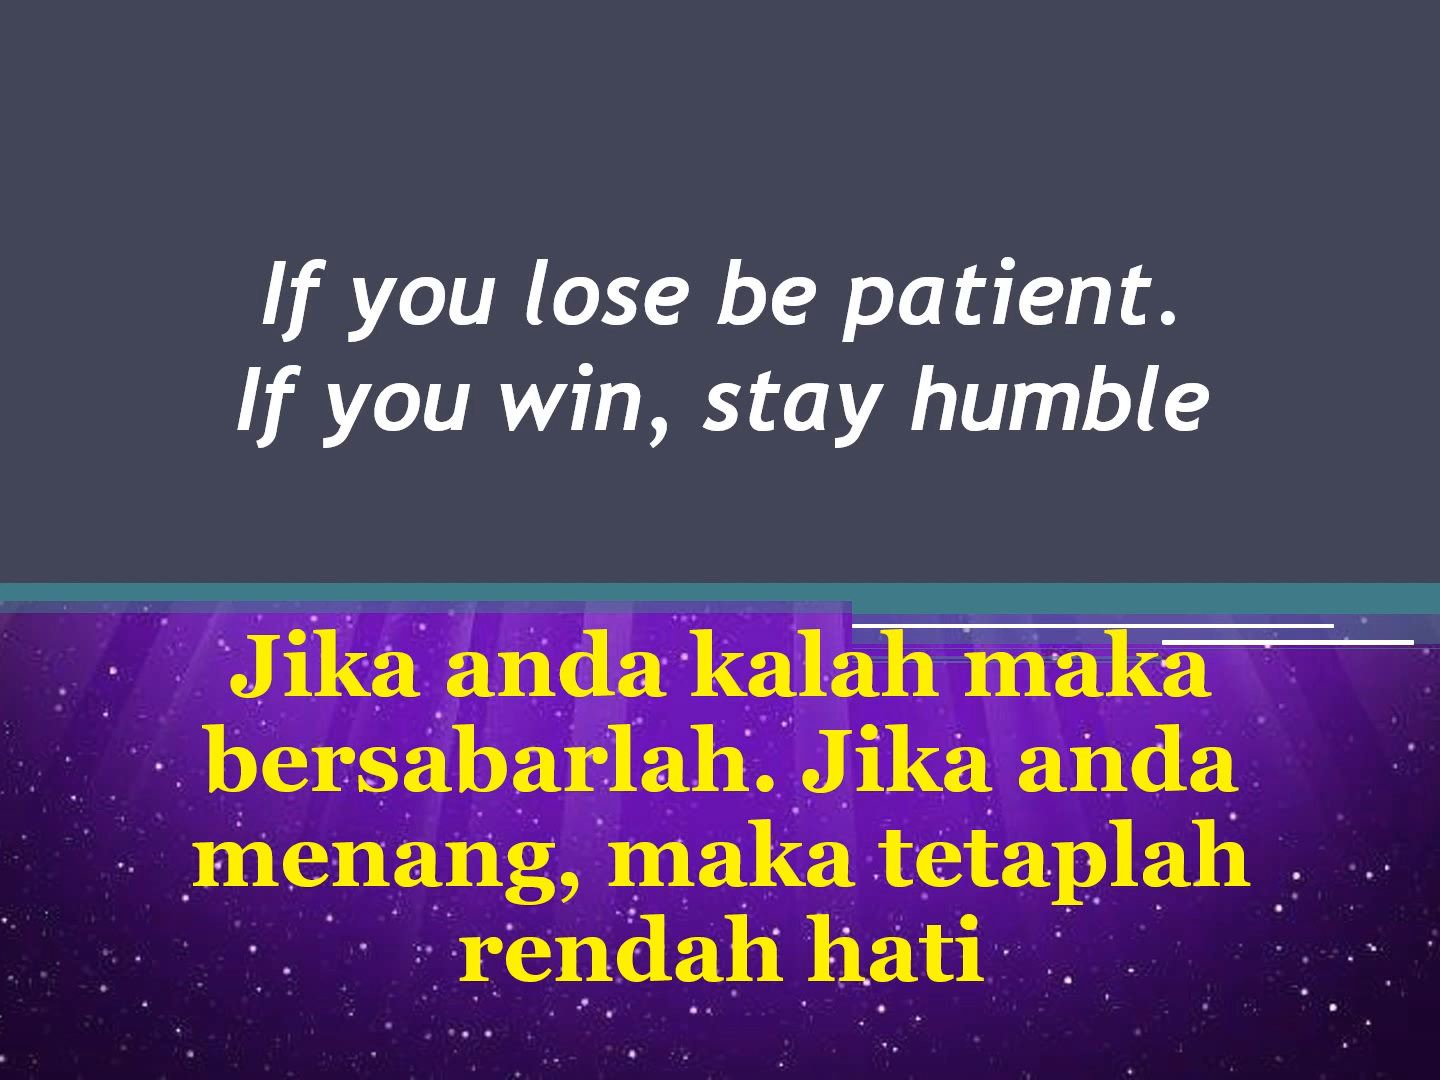 If you lose be patient.
If you win, stay humble
Jika anda kalah maka
bersabarlah. Jika anda
menang, maka tetaplah
rendah hati